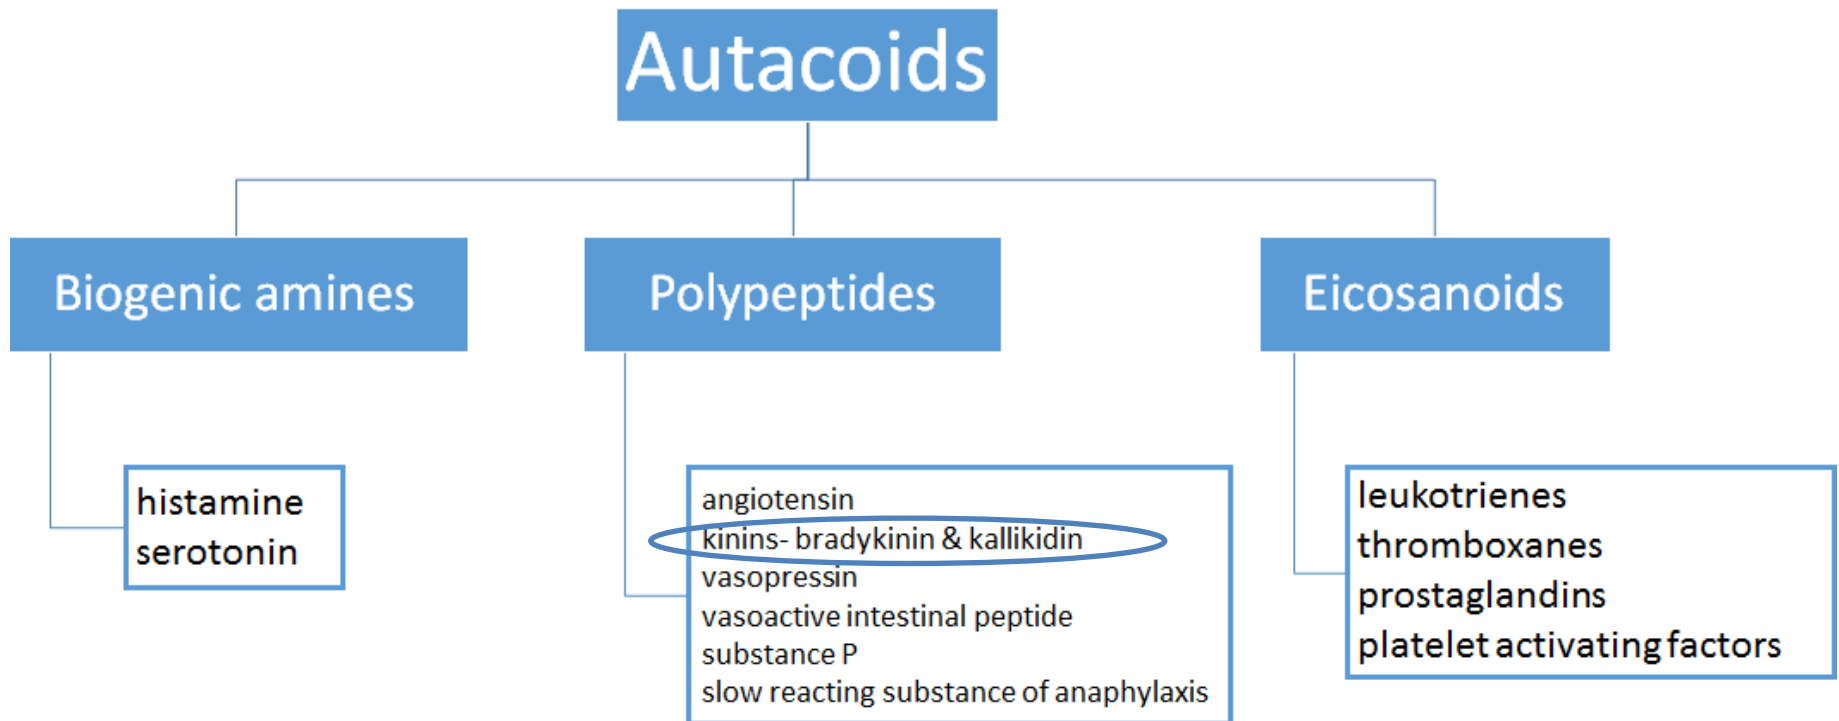 Autacoids
Biogenic amines
histamine
serotonin
Polypeptides
angiotensin
kinins- bradykinin & kallikidin
vasopressin
vasoactive intestinal peptide
substance P
slow reacting substance of anaphylaxis
Eicosanoids
leukotrienes
thromboxanes
prostaglandins
platelet activating factors